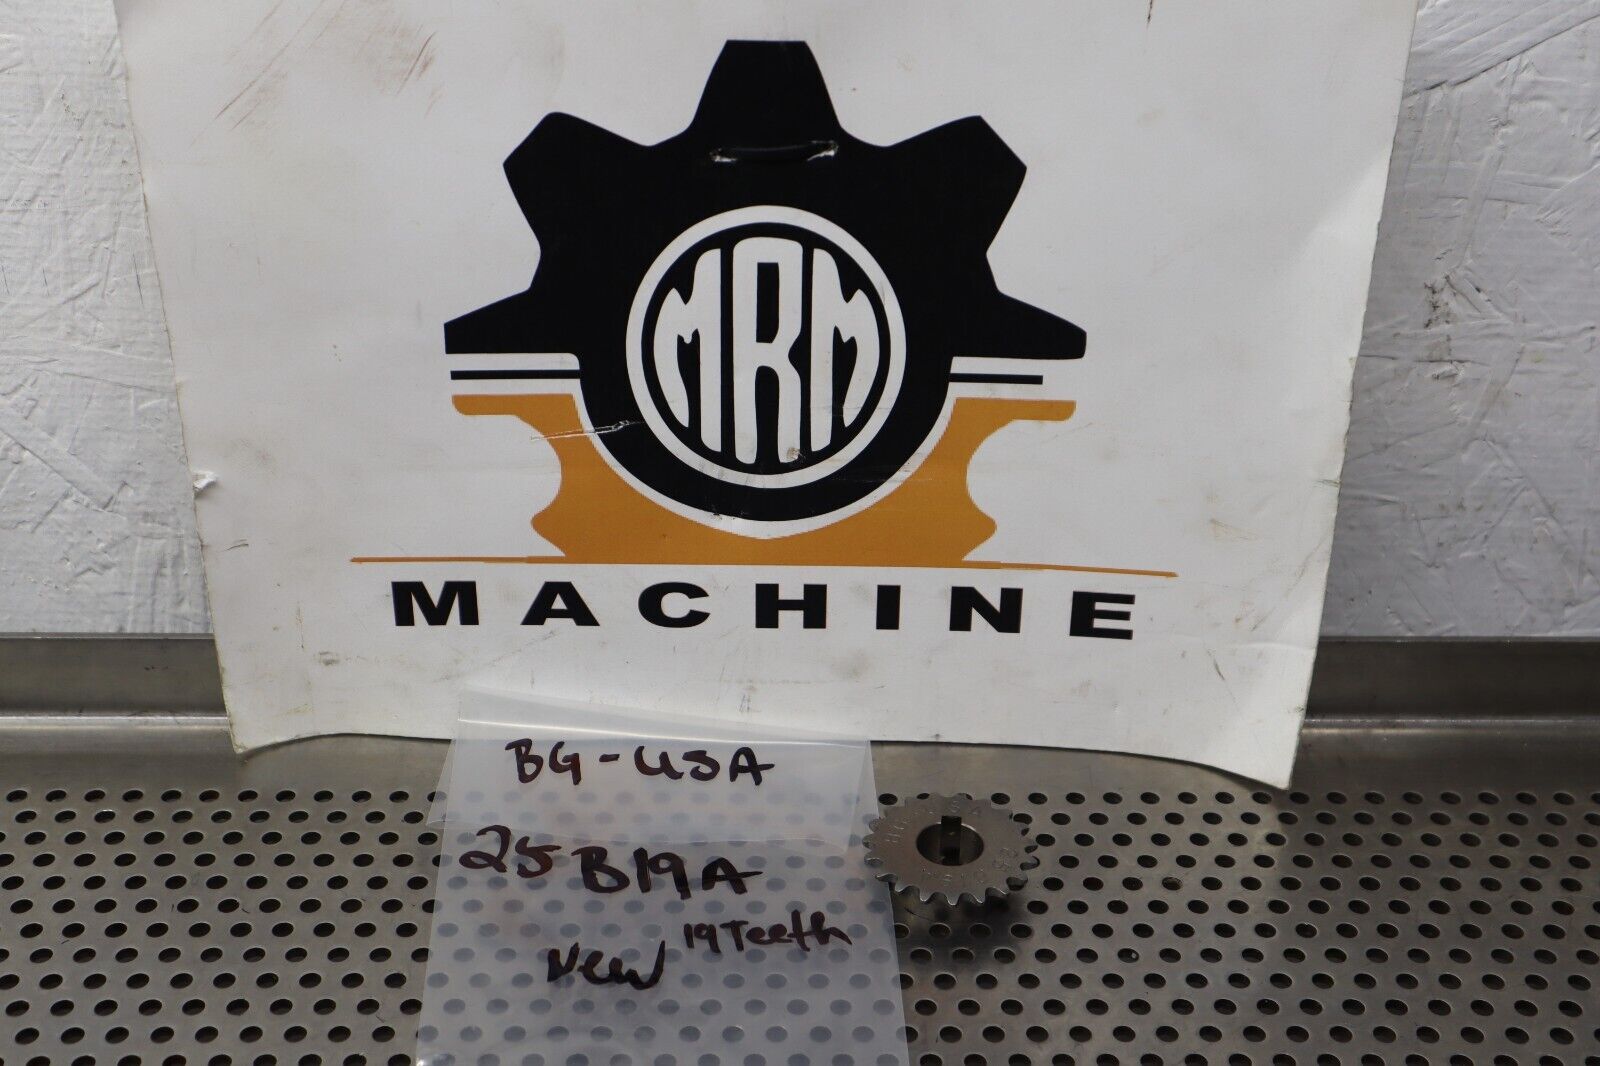 MRM
MACHINE
BG-USA
25B19A
19Teeth
New